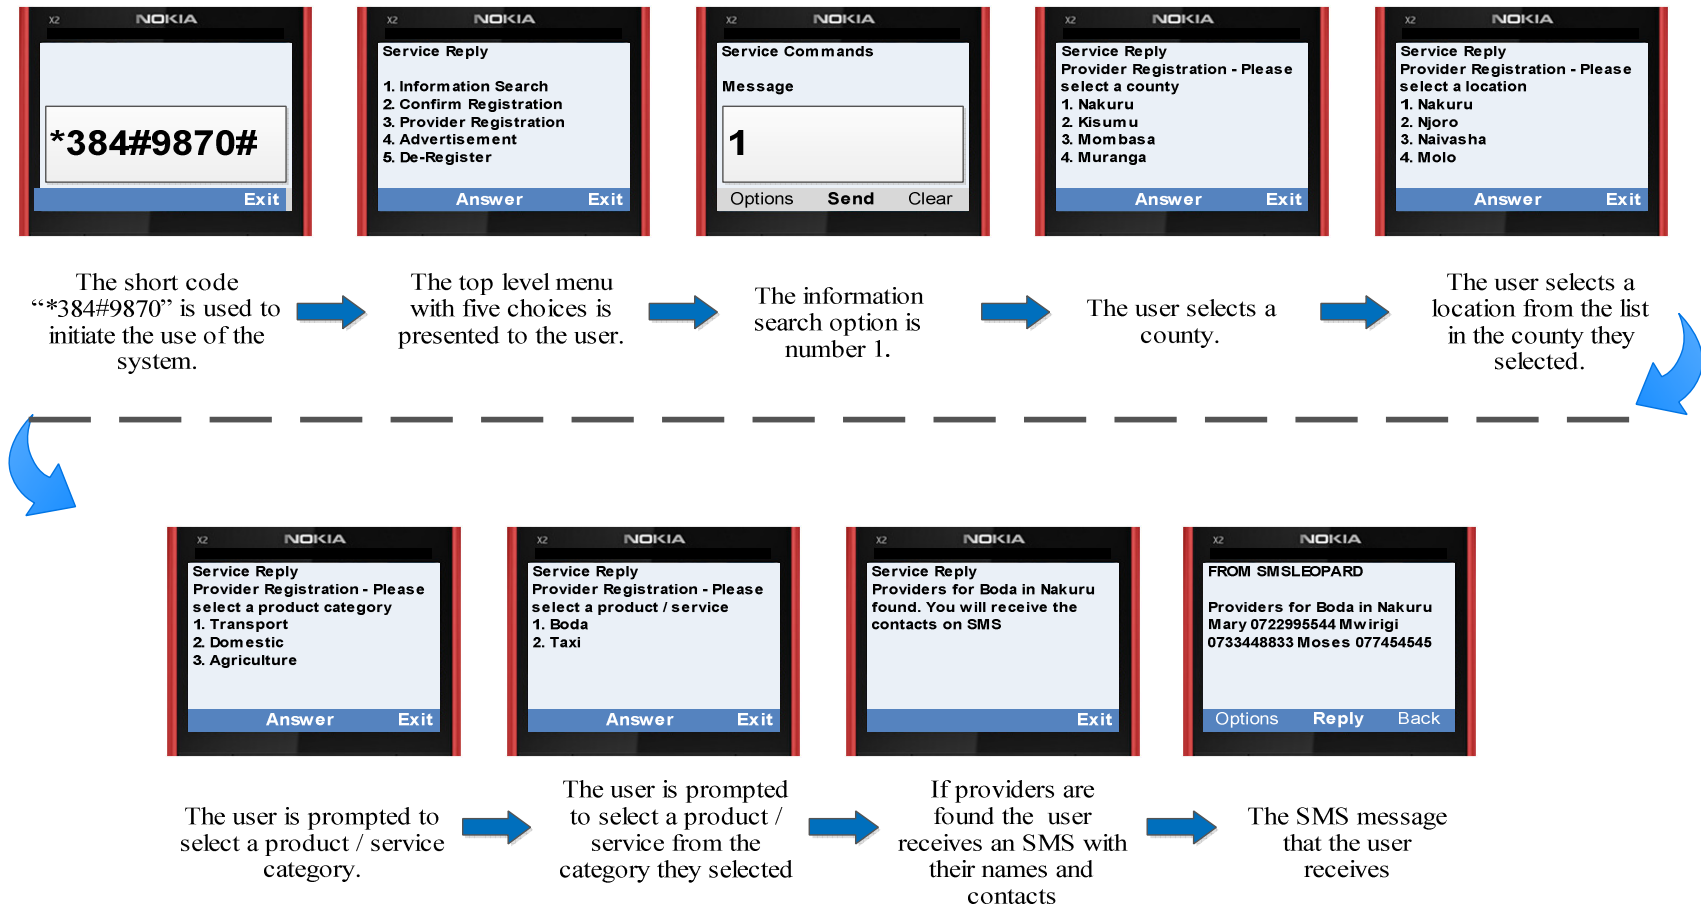 X2 NOKIA
*384#9870#
Exit
X2 NOKIA
Service Reply
1. Information Search
2. Confirm Registration
3. Provider Registration
4. Advertisement
5. De-Register
Answer Exit
X2 NOKIA
Service Commands
Message
1
Options Send Clear
X2 NOKIA
Service Reply
Provider Registration - Please
select a county
1. Nakuru
2. Kisumu
3. Mombasa
4. Muranga
Answer Exit
X2 NOKIA
Service Reply
Provider Registration - Please
select a location
1. Nakuru
2. Njoro
3. Naivasha
4. Molo
Answer Exit
The short code
“*384#9870” is used to
initiate the use of the
system.
The top level menu
with five choices is
presented to the user.
The information
search option is
number 1.
The user selects a
county.
The user selects a
location from the list
in the county they
selected.
X2 NOKIA
Service Reply
Provider Registration - Please
select a product category
1. Transport
2. Domestic
3. Agriculture
Answer Exit
X2 NOKIA
Service Reply
Provider Registration - Please
select a product / service
1. Boda
2. Taxi
Answer Exit
X2 NOKIA
Service Reply
Providers for Boda in Nakuru
found. You will receive the
contacts on SMS
Exit
X2 NOKIA
FROM SMSLEOPARD
Providers for Boda in Nakuru
Mary 0722995544 Mwirigi
0733448833 Moses 077454545
Options Reply Back
The user is prompted to
select a product / service
category.
The user is prompted
to select a product /
service from the
category they selected
If providers are
found the user
receives an SMS with
their names and
contacts
The SMS message
that the user
receives